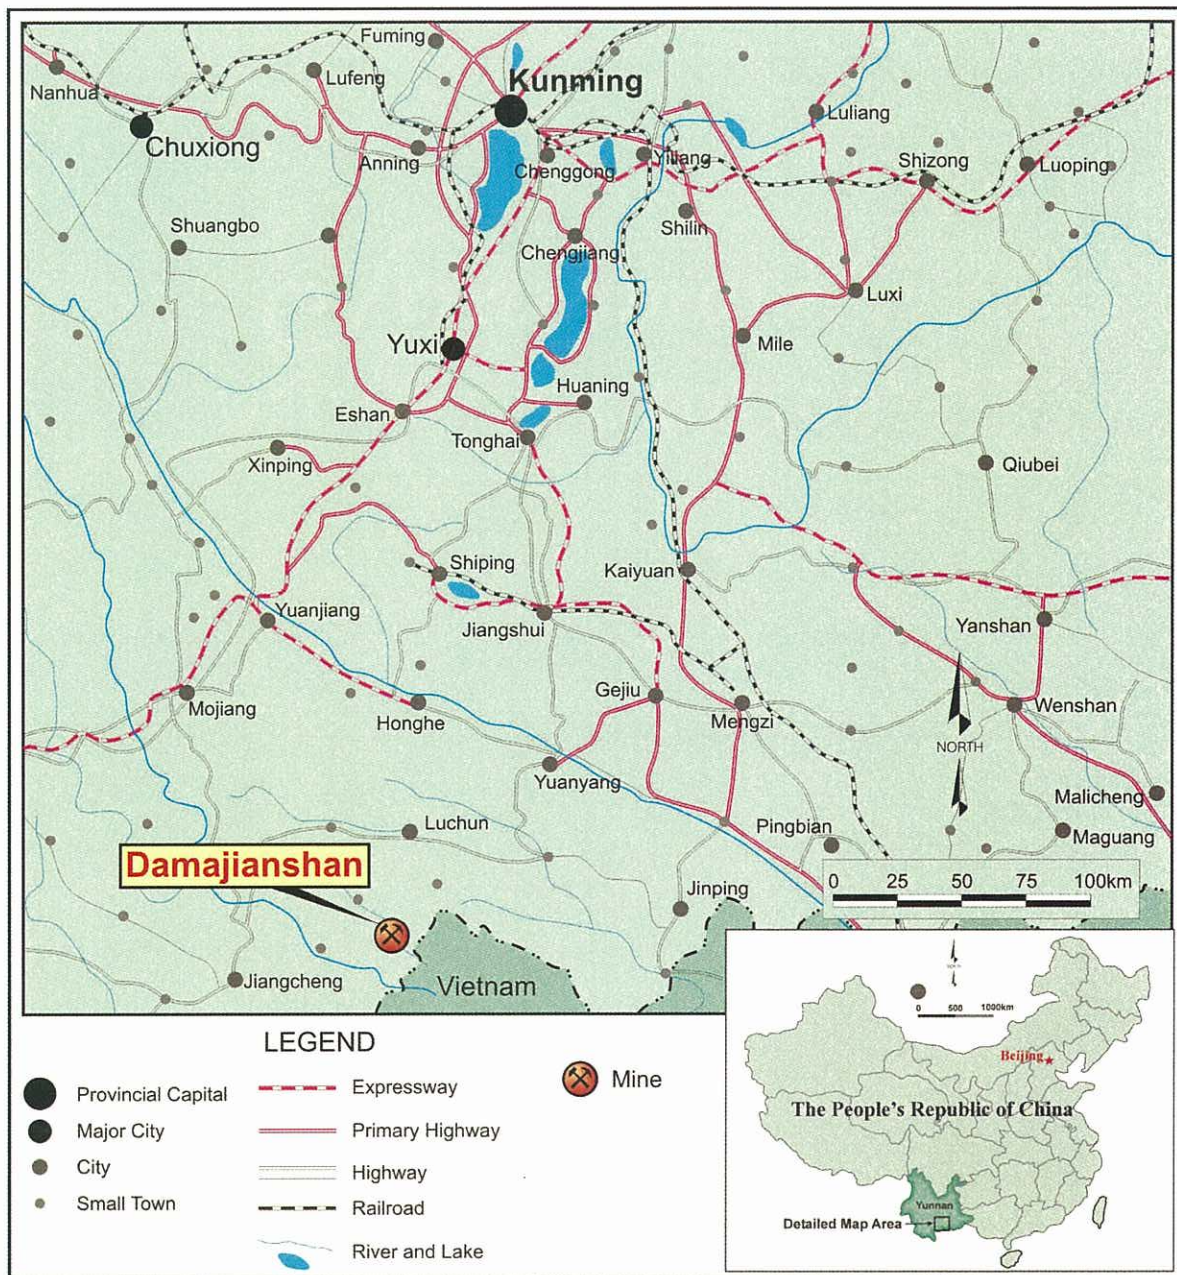 Fuming
Kunming
Nanhua
Lufeng
Luliang
Chuxiong
Anning
Chenggong
Yiliang
Shizong
Luoping
Shuangbo
Shilin
Chengjiang
Luxi
Yuxi
Mile
Huaning
Eshan
Tonghai
Xinping
Qiubei
Shiping
Kaiyuan
Yuanjiang
Jiangshui
Yanshan
Gejiu
Mojiang
Honghe
Mengzi
Wenshan
NORTH
Yuanyang
Malicheng
Luchun
Pingbian
Maguang
Damajianshan
0 25 50 75 100km
Jinping
Jiangcheng
Vietnam
0 500 1000km
Beijing
The People's Republic of China
Yunnan
Detailed Map Area
LEGEND
Provincial Capital
Major City
City
Small Town
Expressway
Primary Highway
Highway
Railroad
River and Lake
Mine